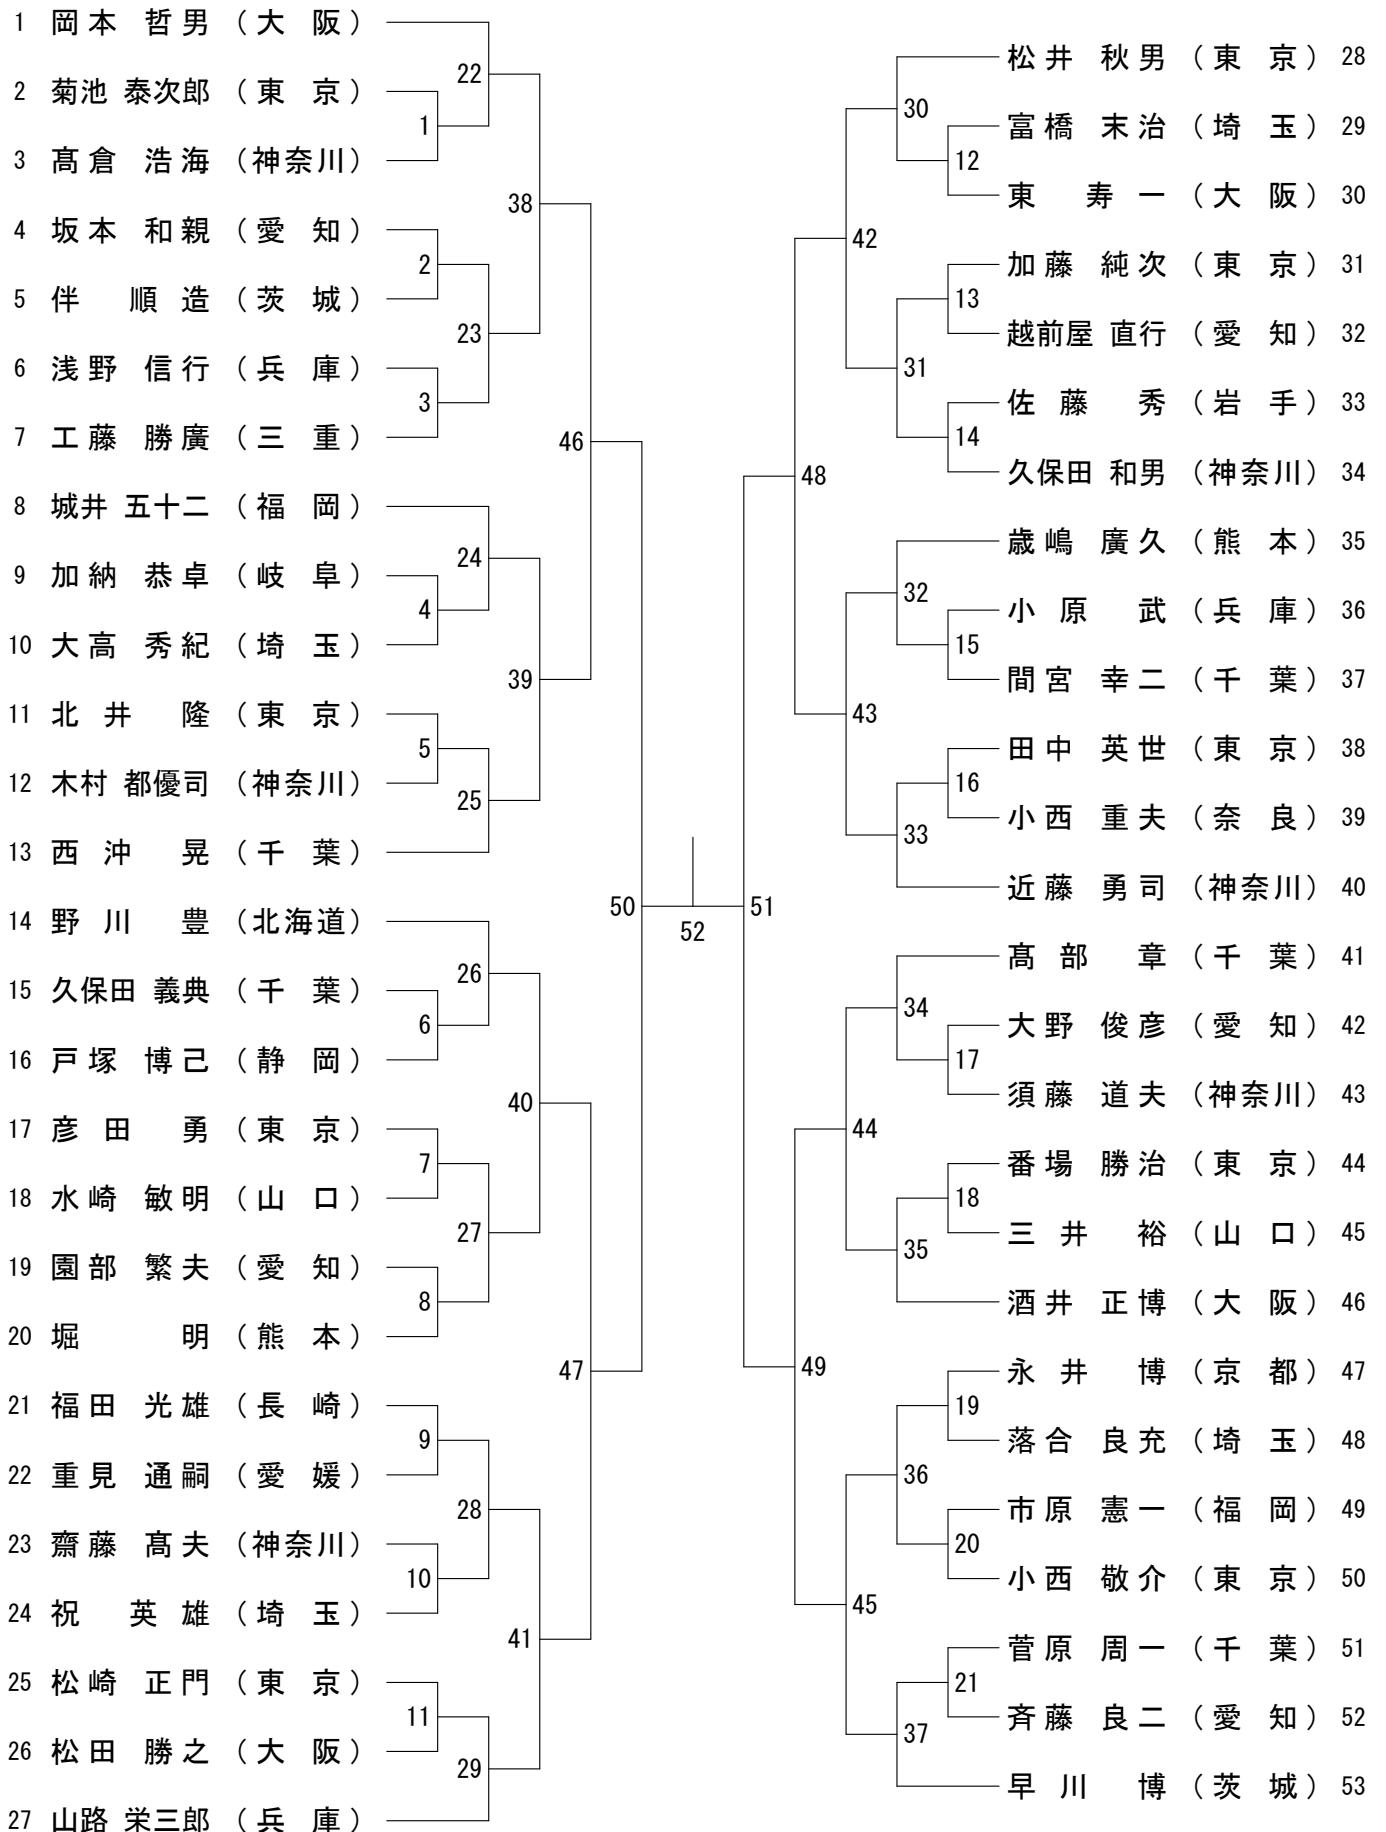 1 岡本 哲男 （大 阪）
2 菊池 泰次郎 （東 京）
3 髙倉 浩海 （神奈川）
4 坂本 和親 （愛 知）
5 伴 順造 （茨 城）
6 浅野 信行 （兵 庫）
7 工藤 勝廣 （三 重）
8 城井 五十二 （福 岡）
9 加納 恭卓 （岐 阜）
10 大高 秀紀 （埼 玉）
11 北井 隆 （東 京）
12 木村 都優司 （神奈川）
13 西沖 晃 （千 葉）
14 野川 豊 （北海道）
15 久保田 義典 （千 葉）
16 戸塚 博己 （静 岡）
17 彦田 勇 （東 京）
18 水崎 敏明 （山 口）
19 園部 繁夫 （愛 知）
20 堀 明 （熊 本）
21 福田 光雄 （長 崎）
22 重見 通嗣 （愛 媛）
23 齋藤 髙夫 （神奈川）
24 祝 英雄 （埼 玉）
25 松崎 正門 （東 京）
26 松田 勝之 （大 阪）
27 山路 栄三郎 （兵 庫）
1
2
3
4
5
6
7
8
9
10
11
22
23
24
25
26
27
28
29
38
39
40
41
46
47
50
52
51
48
49
42
43
44
45
30
31
32
33
34
35
36
37
12
13
14
15
16
17
18
19
20
21
松井 秋男 （東 京） 28
富橋 末治 （埼 玉） 29
東 寿一 （大 阪） 30
加藤 純次 （東 京） 31
越前屋 直行 （愛 知） 32
佐藤 秀 （岩 手） 33
久保田 和男 （神奈川） 34
歳嶋 廣久 （熊 本） 35
小原 武 （兵 庫） 36
間宮 幸二 （千 葉） 37
田中 英世 （東 京） 38
小西 重夫 （奈 良） 39
近藤 勇司 （神奈川） 40
髙部 章 （千 葉） 41
大野 俊彦 （愛 知） 42
須藤 道夫 （神奈川） 43
番場 勝治 （東 京） 44
三井 裕 （山 口） 45
酒井 正博 （大 阪） 46
永井 博 （京 都） 47
落合 良充 （埼 玉） 48
市原 憲一 （福 岡） 49
小西 敬介 （東 京） 50
菅原 周一 （千 葉） 51
斉藤 良二 （愛 知） 52
早川 博 （茨 城） 53